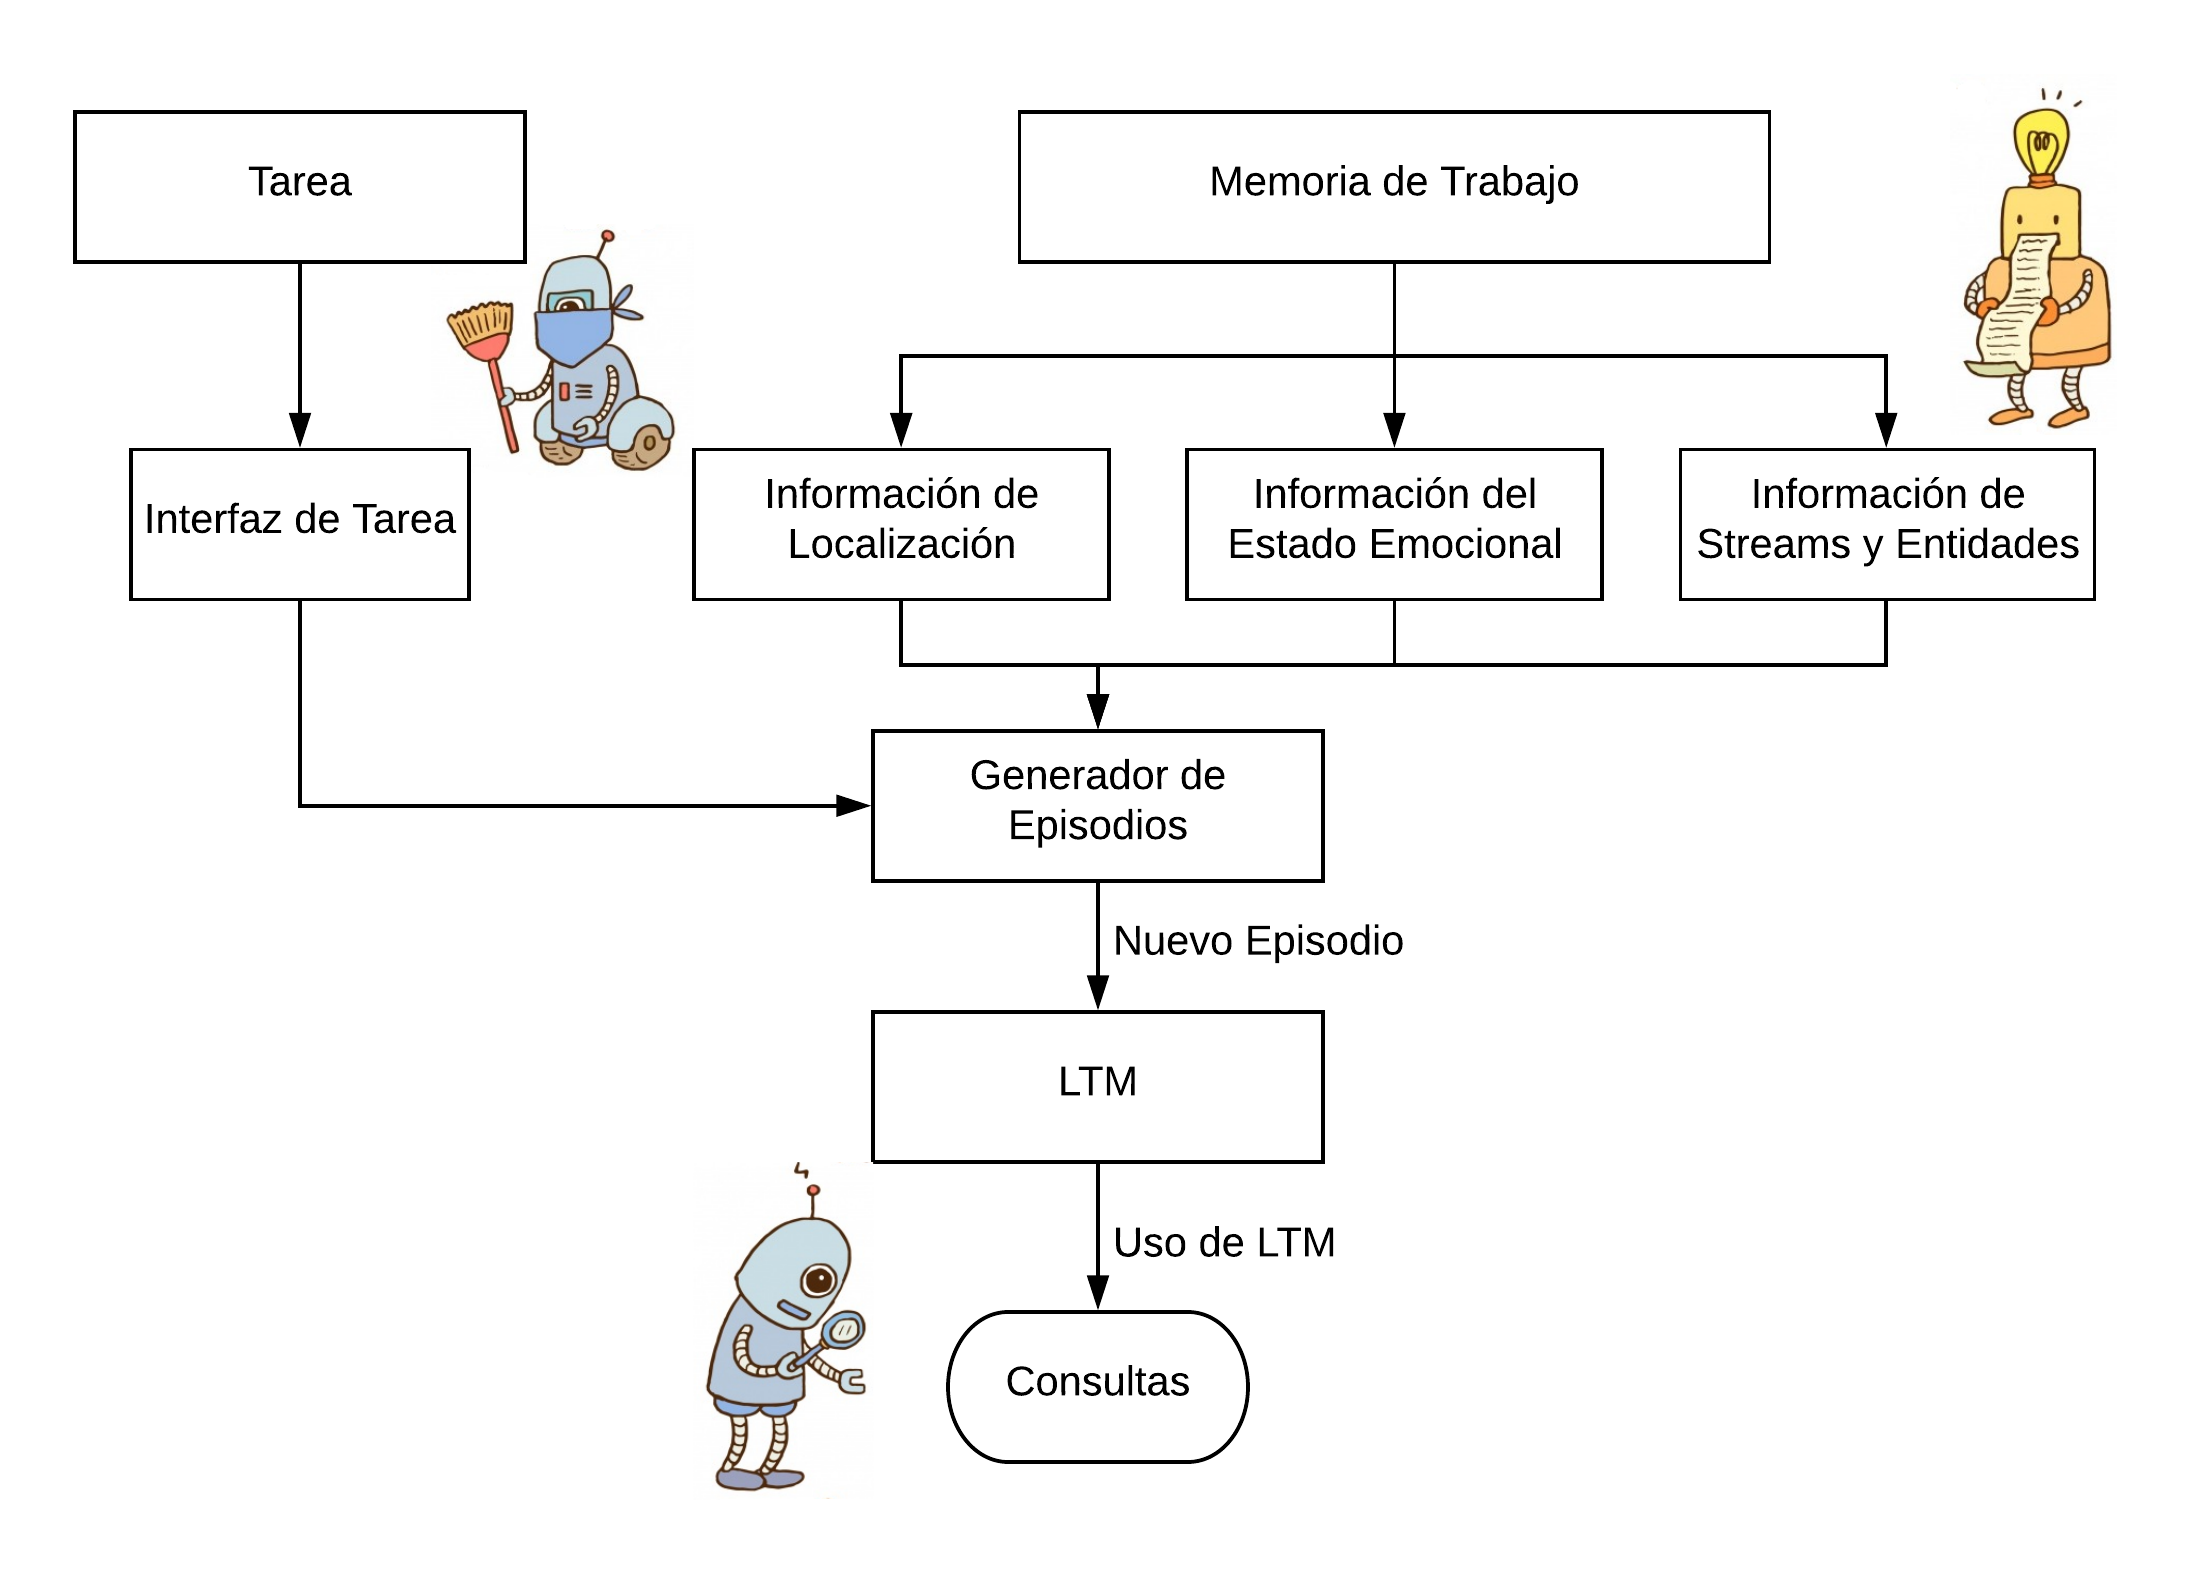 Tarea
Memoria de Trabajo
Interfaz de Tarea
Información de
Localización
Información del
Estado Emocional
Información de
Streams y Entidades
Generador de
Episodios
Nuevo Episodio
LTM
Uso de LTM
Consultas